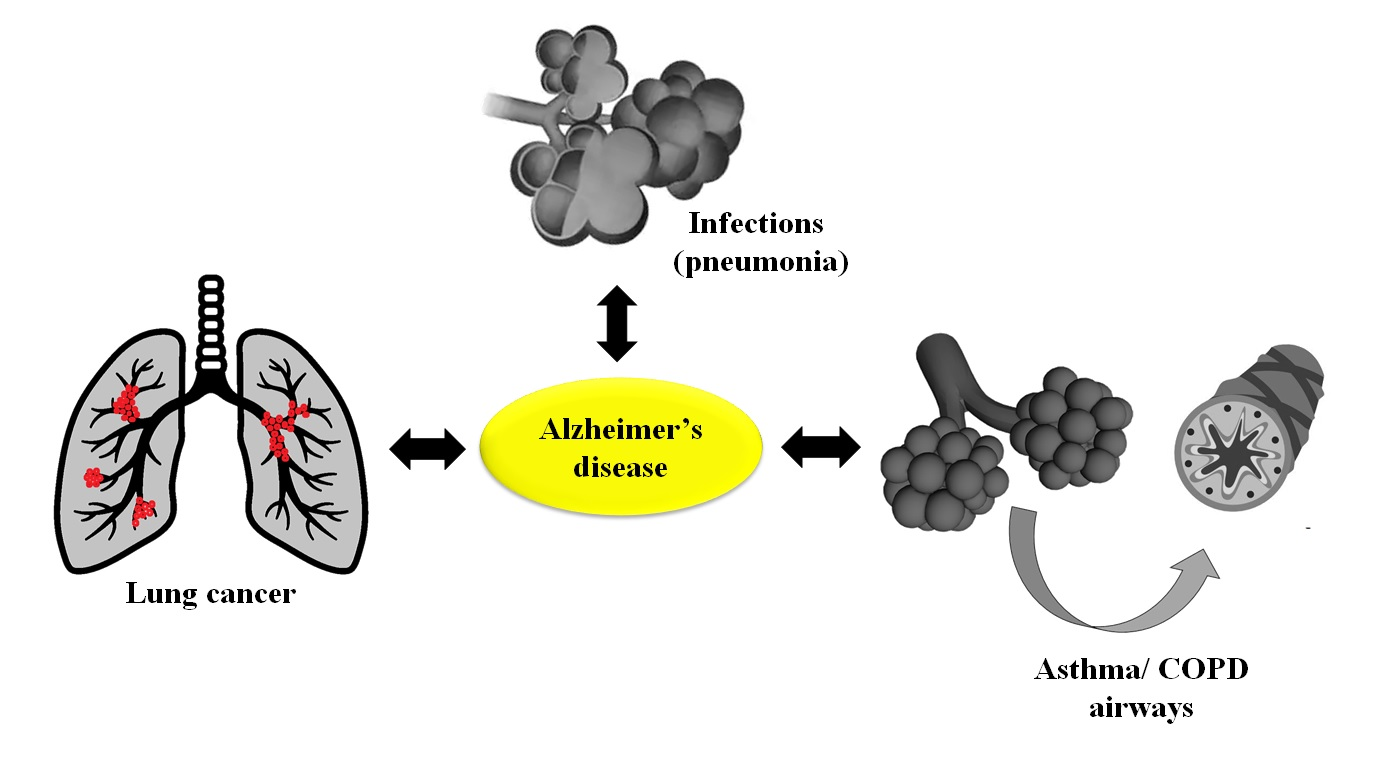 Infections
(pneumonia)
Alzheimer’s
disease
Lung cancer
Asthma/ COPD
airways